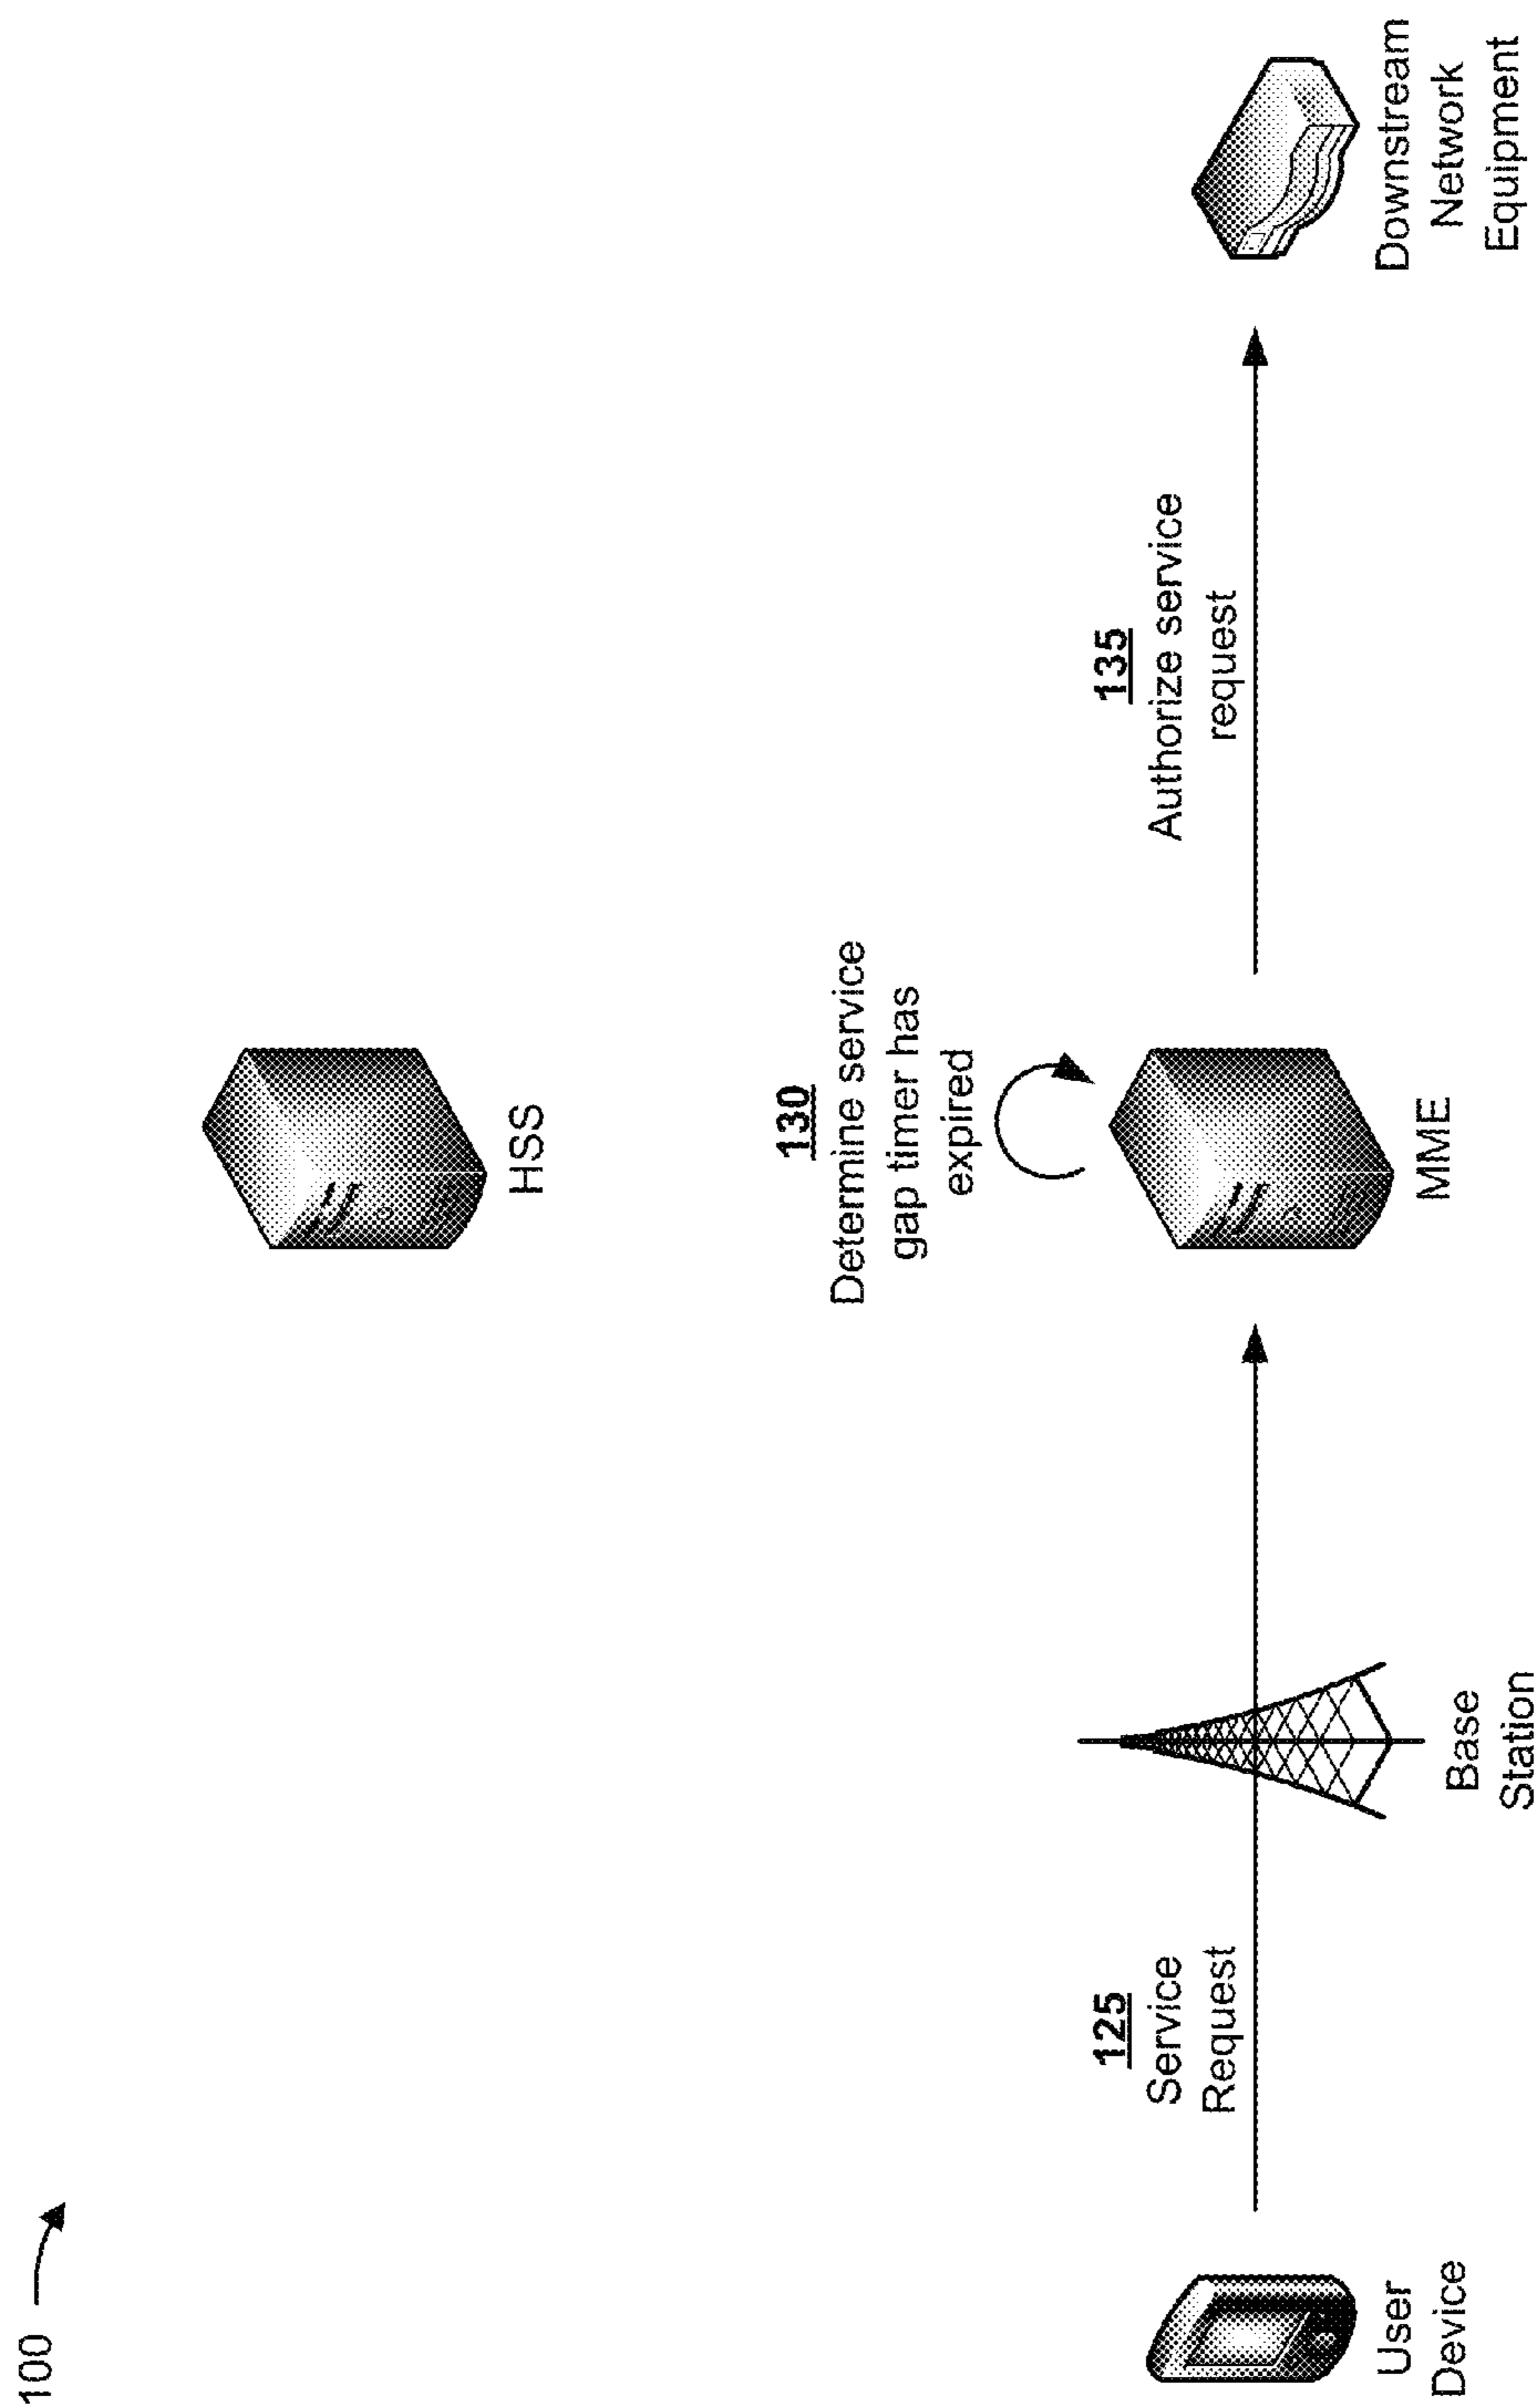 100
HSS
130
Determine service
gap timer has
expired
125
Service
Request
135
Authorize service
request
User
Device
Base
Station
MME
Downstream
Network
Equipment